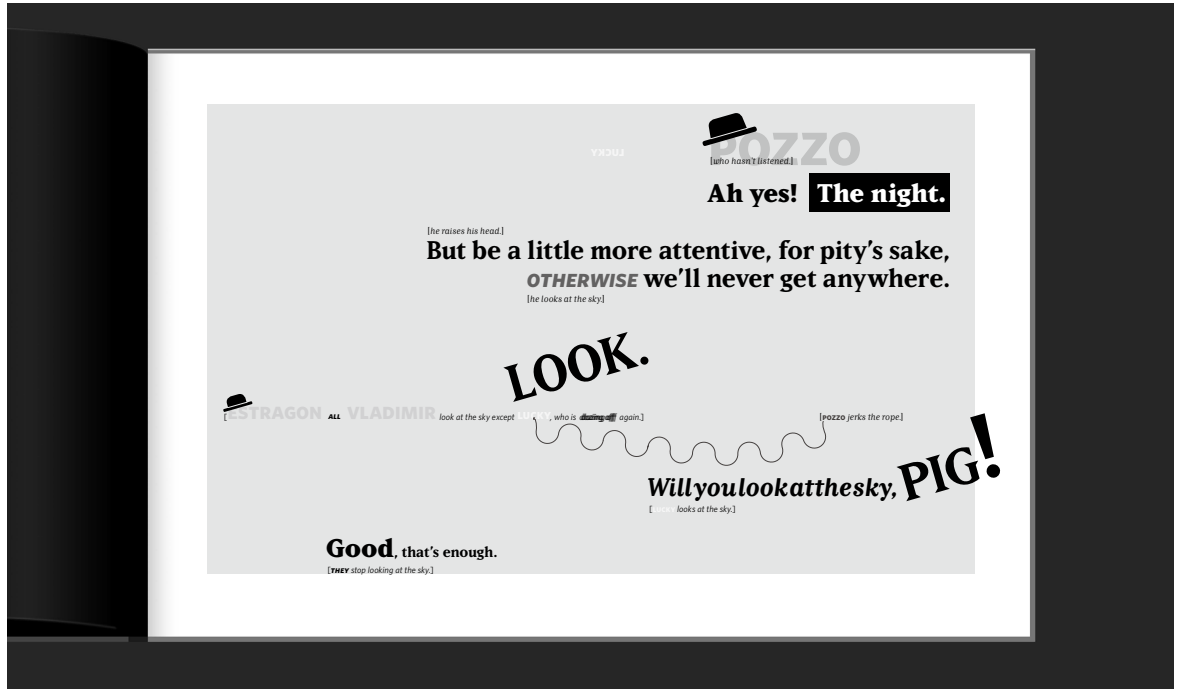 POZZO
LUCKY
[who hasn't listened.]
Ah yes! The night.
[he raises his head.]
But be a little more attentive, for pity's sake,
OTHERWISE we'll never get anywhere.
[he looks at the sky.]
LOOK.
[ESTRAGON ALL VLADIMIR look at the sky except LUCKY, who is dozing off again.] [POZZO jerks the rope.]
Willyoulookatthesky, PIG!
[LUCKY looks at the sky.]
Good, that's enough.
[THEY stop looking at the sky.]